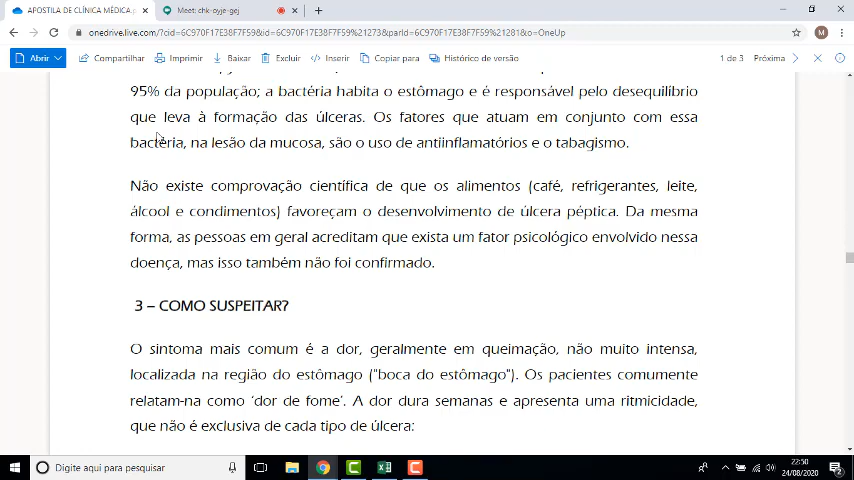 APOSTILA DE CLÍNICA MÉDICA.p
Meet: chk-oyje-gej
onedrive.live.com/?cid=6C970F17E38F7F59&id=6C970F17E38F7F59%21273&parId=6C970F17E38F7F59%21281&o=OneUp
M
Abrir
Compartilhar
Imprimir
Baixar
Excluir
Inserir
Copiar para
Histórico de versão
1 de 3
Próxima
95% da população; a bactéria habita o estômago e é responsável pelo desequilíbrio
que leva à formação das úlceras. Os fatores que atuam em conjunto com essa
bactéria, na lesão da mucosa, são o uso de antiinflamatórios e o tabagismo.
Não existe comprovação científica de que os alimentos (café, refrigerantes, leite,
álcool e condimentos) favoreçam o desenvolvimento de úlcera péptica. Da mesma
forma, as pessoas em geral acreditam que exista um fator psicológico envolvido nessa
doença, mas isso também não foi confirmado.
3 – COMO SUSPEITAR?
O sintoma mais comum é a dor, geralmente em queimação, não muito intensa,
localizada na região do estômago ("boca do estômago"). Os pacientes comumente
relatam-na como 'dor de fome'. A dor dura semanas e apresenta uma ritmicidade,
que não é exclusiva de cada tipo de úlcera:
Digite aqui para pesquisar
22:50
24/08/2020
2